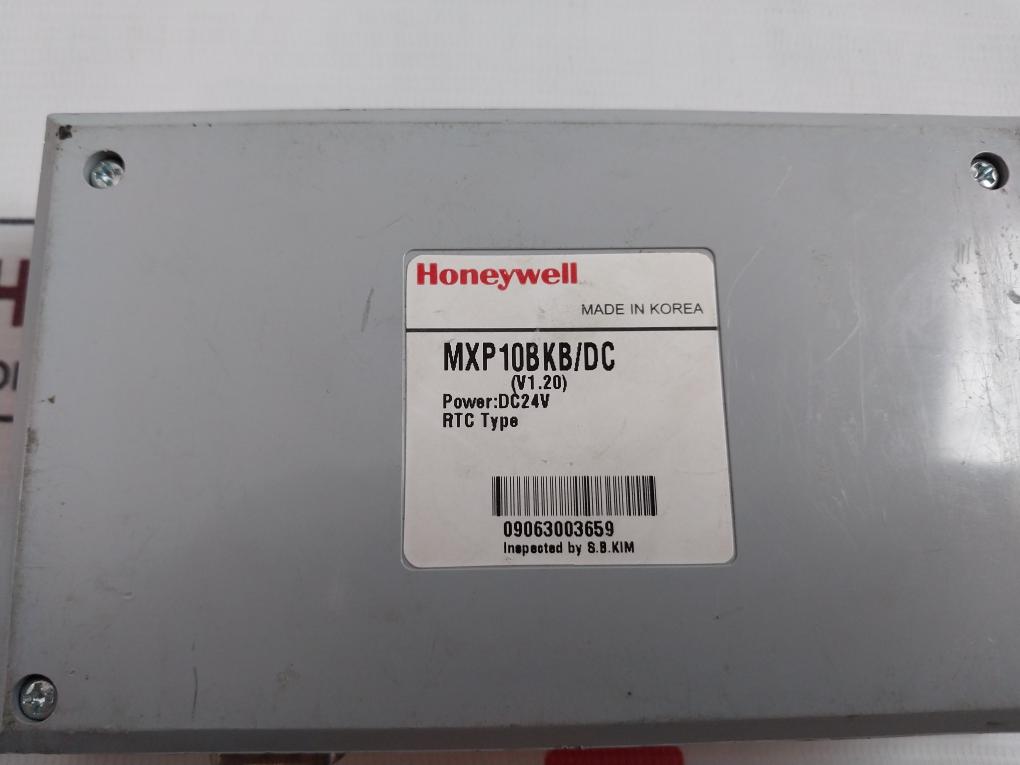 Honeywell
MADE IN KOREA
MXP10BKB/DC
(V1.20)
Power:DC24V
RTC Type
09063003659
Inspected by S.B.KIM